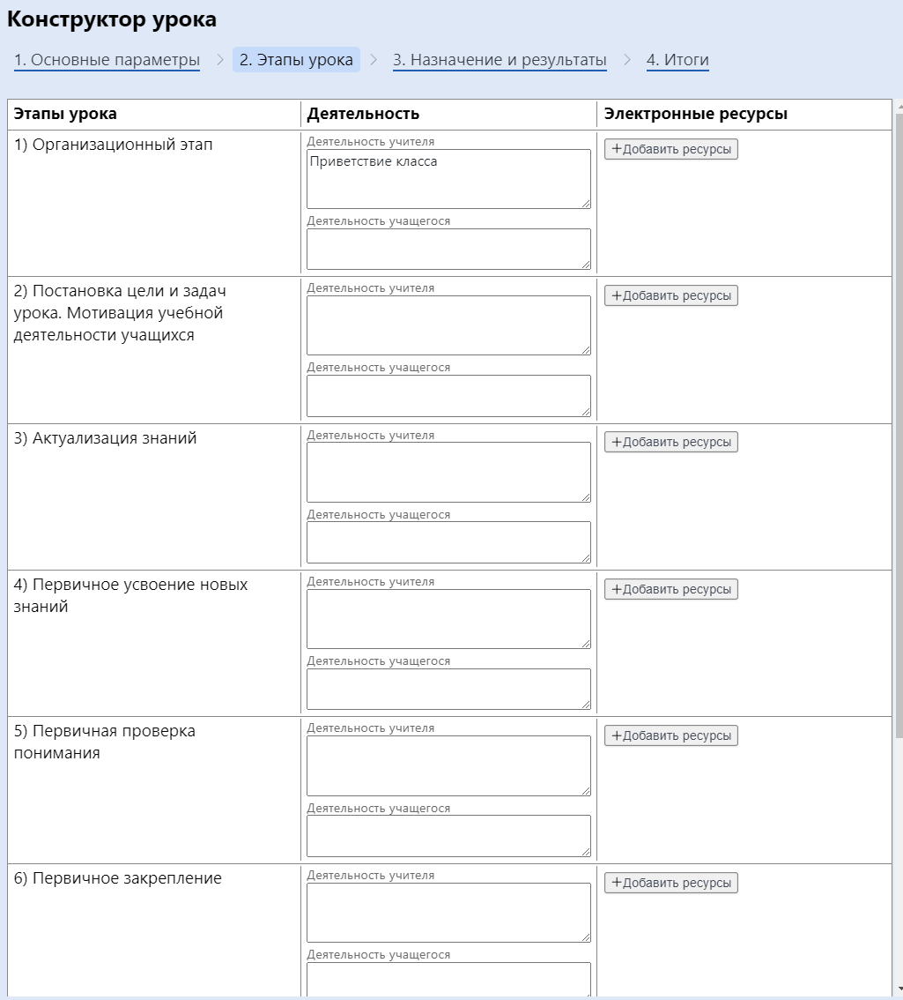 Конструктор урока
1. Основные параметры > 2. Этапы урока > 3. Назначение и результаты > 4. Итоги
Этапы урока Деятельность Электронные ресурсы
1) Организационный этап
Деятельность учителя
Приветствие класса
Деятельность учащегося
+Добавить ресурсы
2) Постановка цели и задач
урока. Мотивация учебной
деятельности учащихся
Деятельность учителя
Деятельность учащегося
+Добавить ресурсы
3) Актуализация знаний
Деятельность учителя
Деятельность учащегося
+Добавить ресурсы
4) Первичное усвоение новых
знаний
Деятельность учителя
Деятельность учащегося
+Добавить ресурсы
5) Первичная проверка
понимания
Деятельность учителя
Деятельность учащегося
+Добавить ресурсы
6) Первичное закрепление
Деятельность учителя
Деятельность учащегося
+Добавить ресурсы